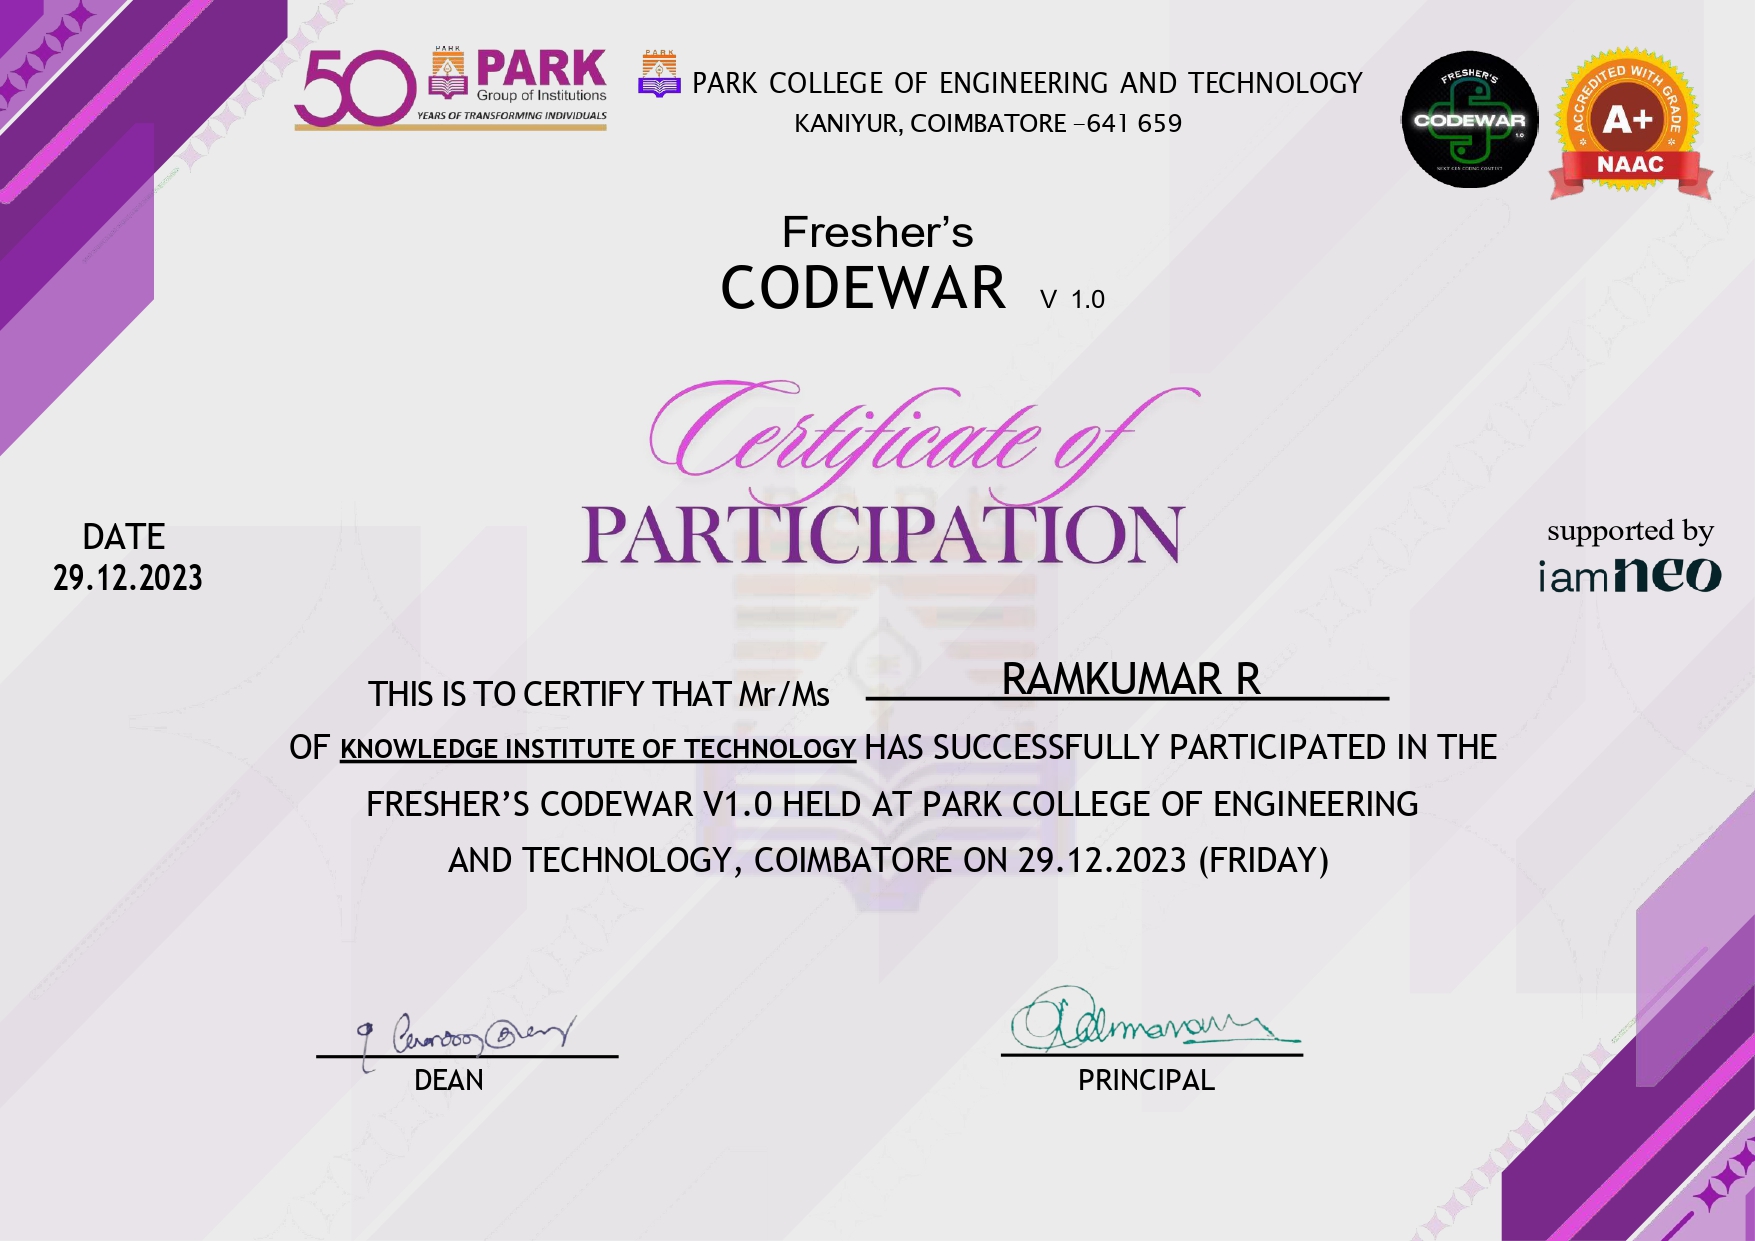 50
PARK
PARK
Group of Institutions
YEARS OF TRANSFORMING INDIVIDUALS
PARK
PARK COLLEGE OF ENGINEERING AND TECHNOLOGY
KANIYUR, COIMBATORE –641 659
FRESHER'S
CODEWAR
1.0
NEXT GEN CODING CONTEST
ACCREDITED WITH GRADE
A+
NAAC
Fresher’s
CODEWAR V 1.0
Certificate of
PARTICIPATION
DATE
29.12.2023
supported by
iamneo
THIS IS TO CERTIFY THAT Mr/Ms RAMKUMAR R
OF KNOWLEDGE INSTITUTE OF TECHNOLOGY HAS SUCCESSFULLY PARTICIPATED IN THE
FRESHER’S CODEWAR V1.0 HELD AT PARK COLLEGE OF ENGINEERING
AND TECHNOLOGY, COIMBATORE ON 29.12.2023 (FRIDAY)
DEAN
PRINCIPAL